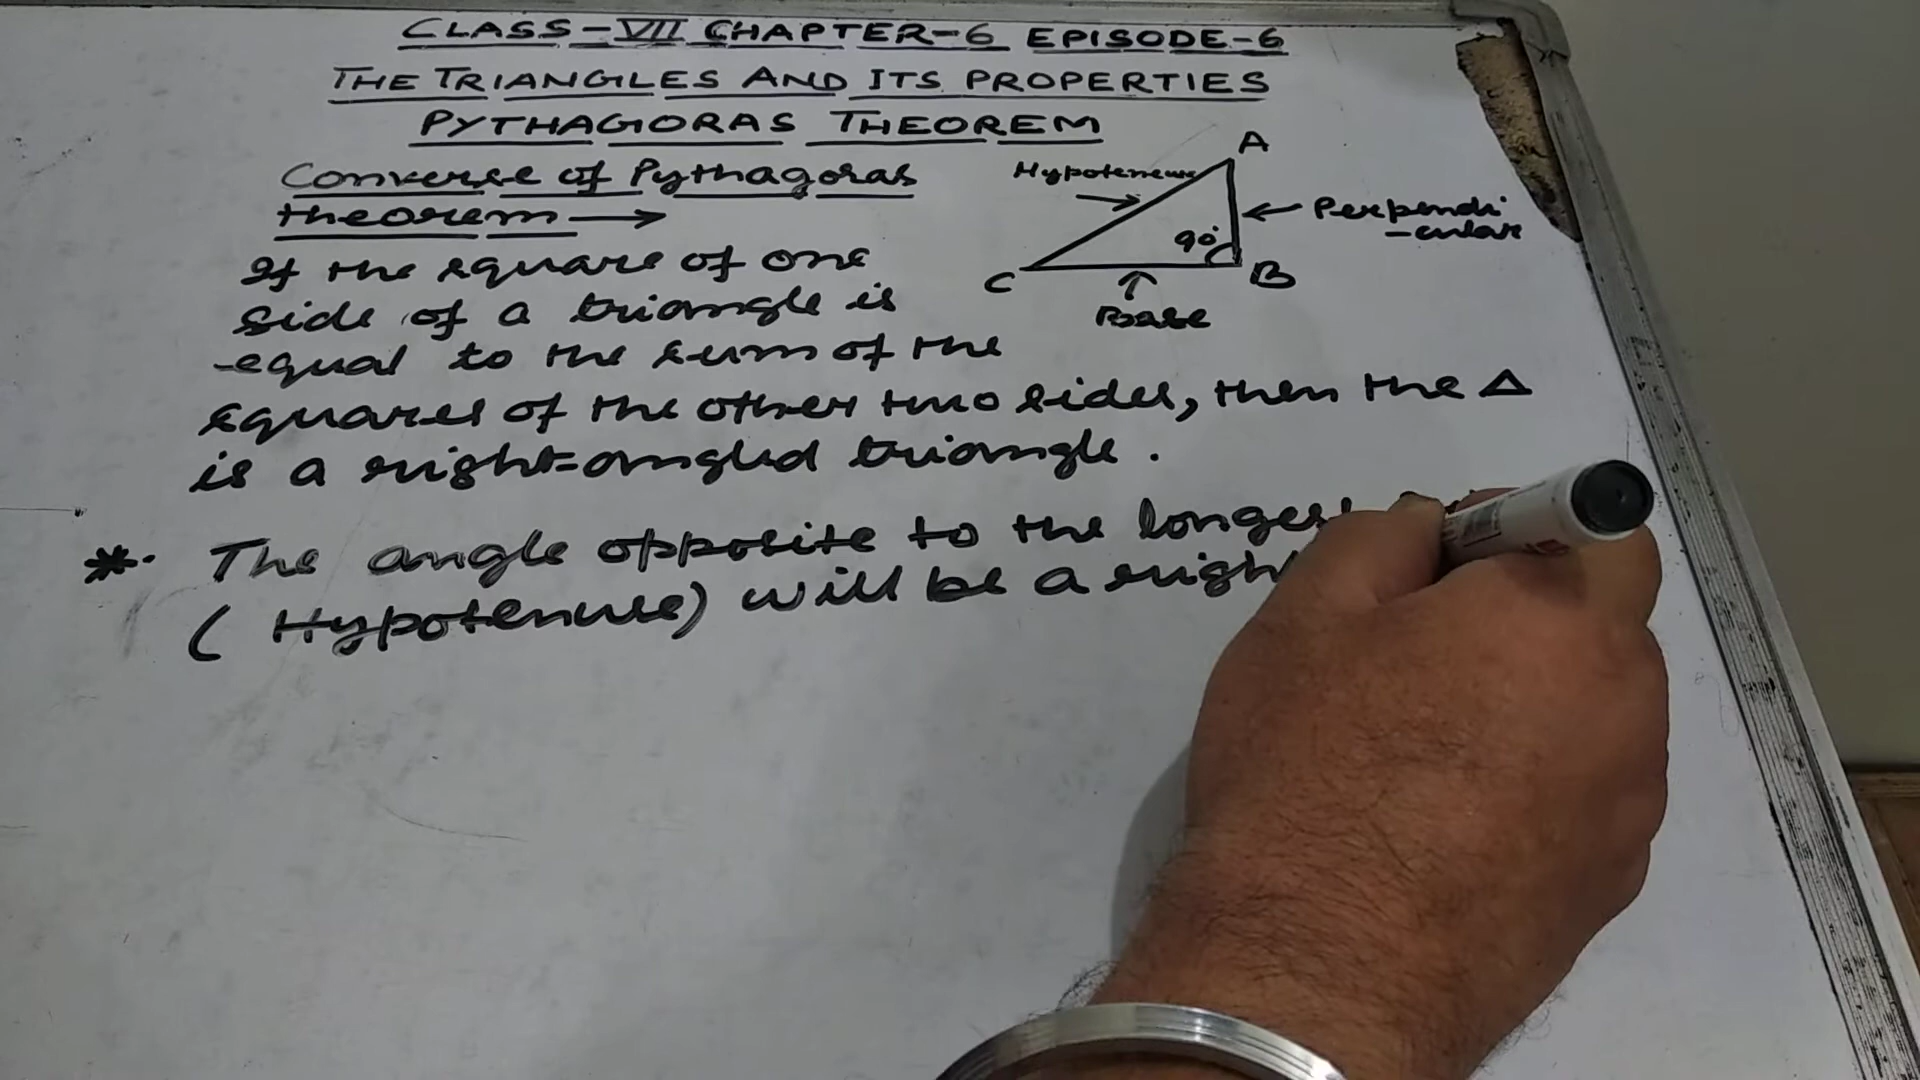 CLASS-VII CHAPTER-6 EPISODE-6
THE TRIANGLES AND ITS PROPERTIES
PYTHAGORAS THEOREM
Converse of Pythagoras
theorem →
If the square of one
side of a triangle is
equal to the sum of the
squares of the other two sides, then the Δ
is a right-angled triangle.
A
Hypotenuse
Perpendi
-cular
90°
C
B
Base
*. The angle opposite to the longest
(Hypotenuse) will be a right